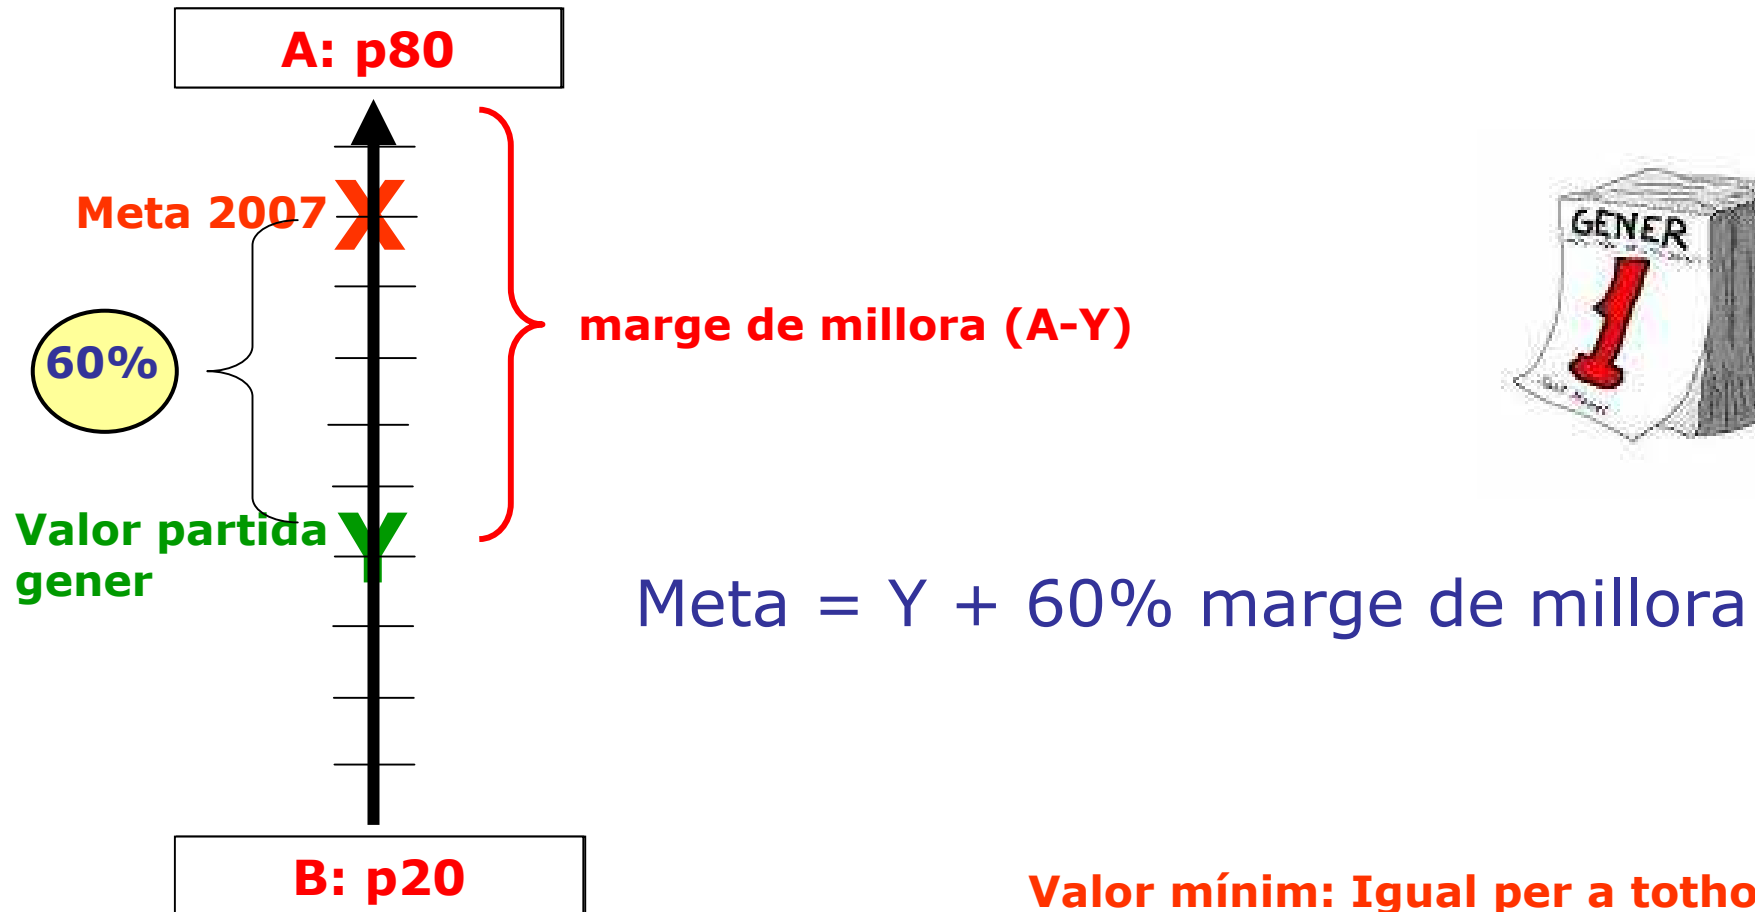 A: p80
Meta 2007
X
60%
marge de millora (A-Y)
GENER
1
Valor partida
gener
Y
Meta = Y + 60% marge de millora
B: p20
Valor mínim: Igual per a totho